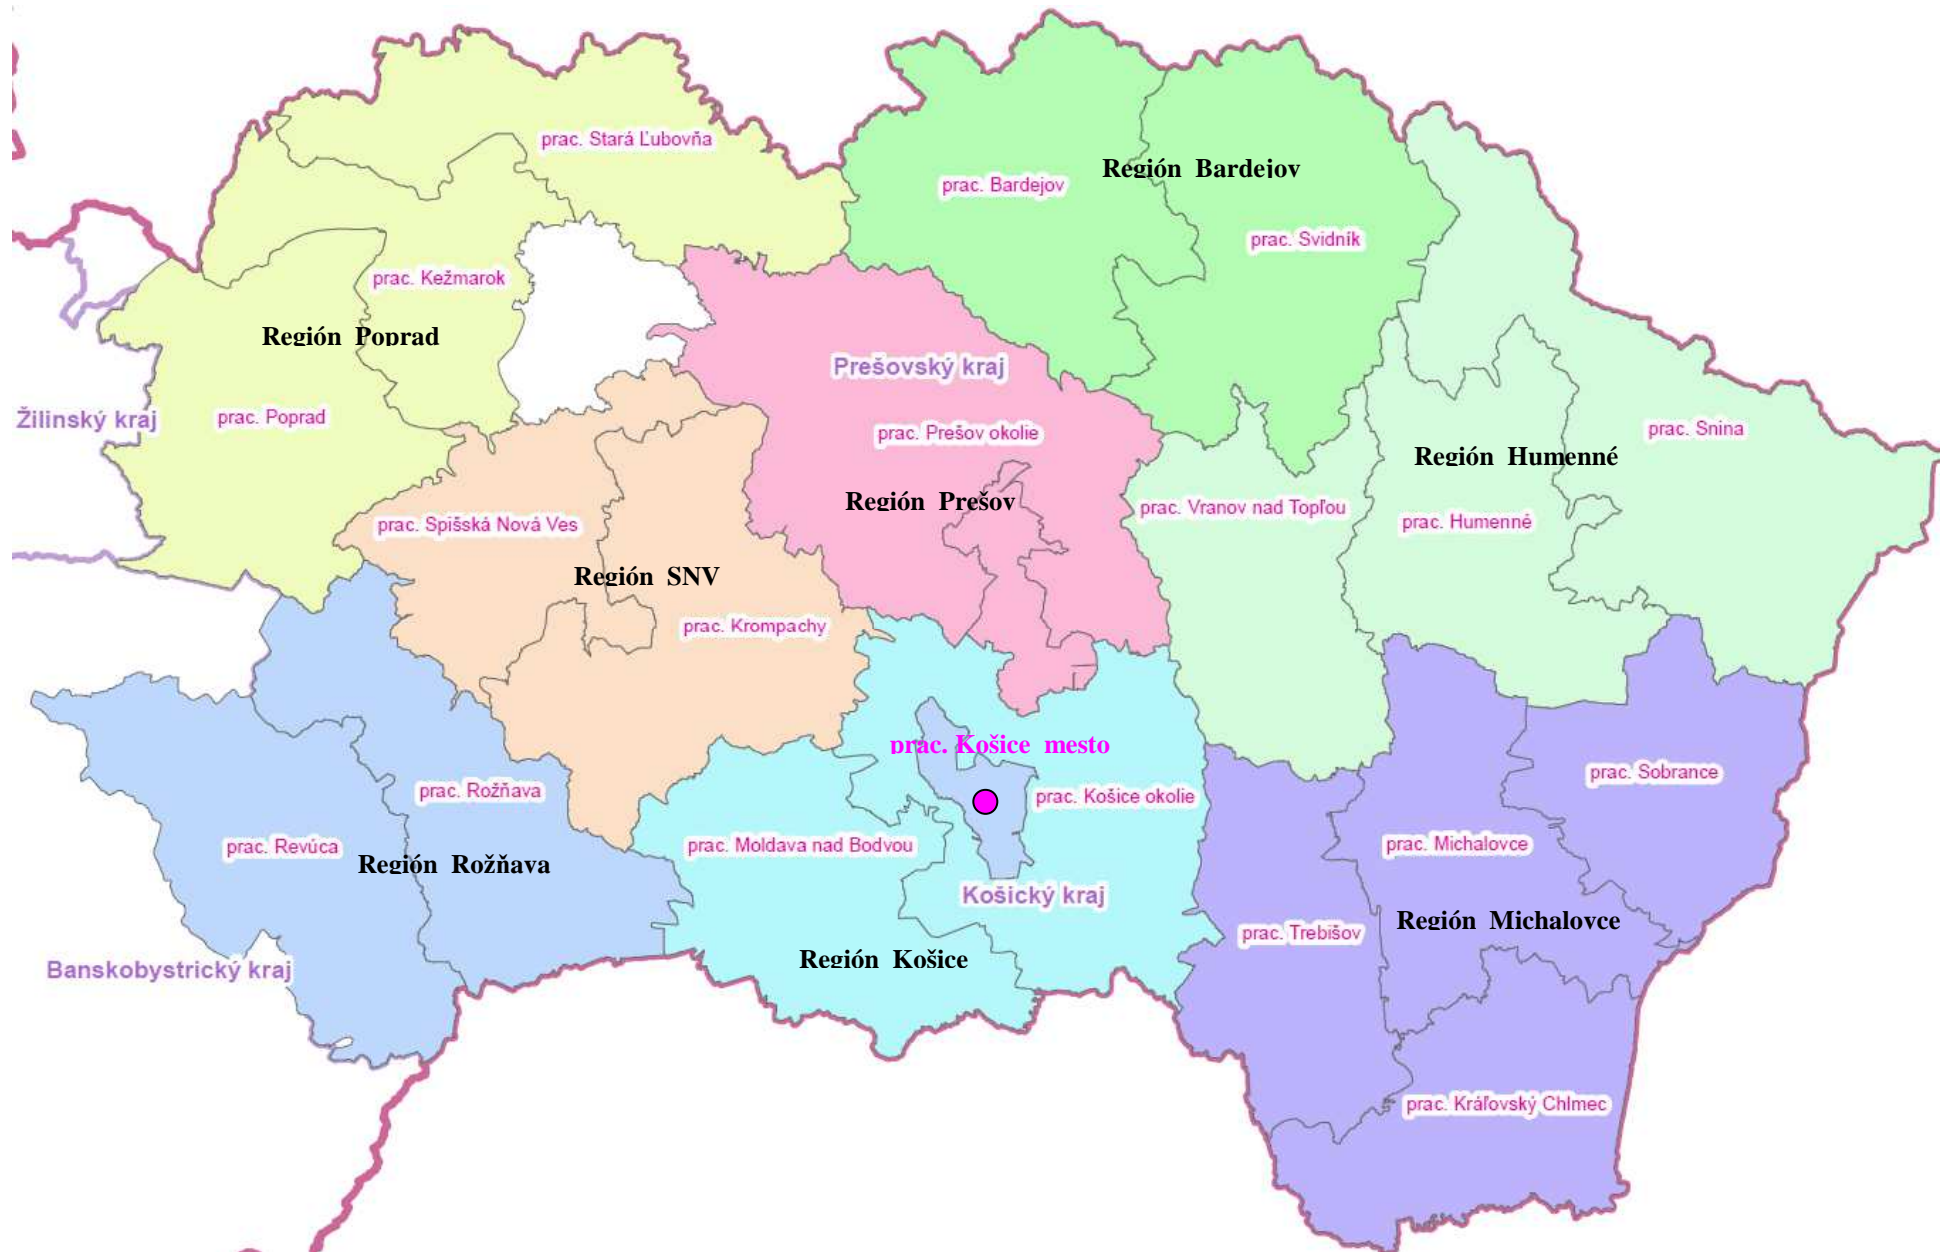 prac. Stará Ľubovňa
Región Bardejov
prac. Bardejov
prac. Svidník
prac. Kežmarok
Región Poprad
Prešovský kraj
Žilinský kraj
prac. Poprad
prac. Prešov okolie
prac. Snina
Región Humenné
Región Prešov
prac. Vranov nad Topľou
prac. Spišská Nová Ves
prac. Humenné
Región SNV
prac. Krompachy
prac. Košice mesto
prac. Sobrance
prac. Rožňava
prac. Košice okolie
prac. Revúca
prac. Moldava nad Bodvou
prac. Michalovce
Región Rožňava
Košický kraj
Región Michalovce
prac. Trebišov
Región Košice
Banskobystrický kraj
prac. Kráľovský Chlmec